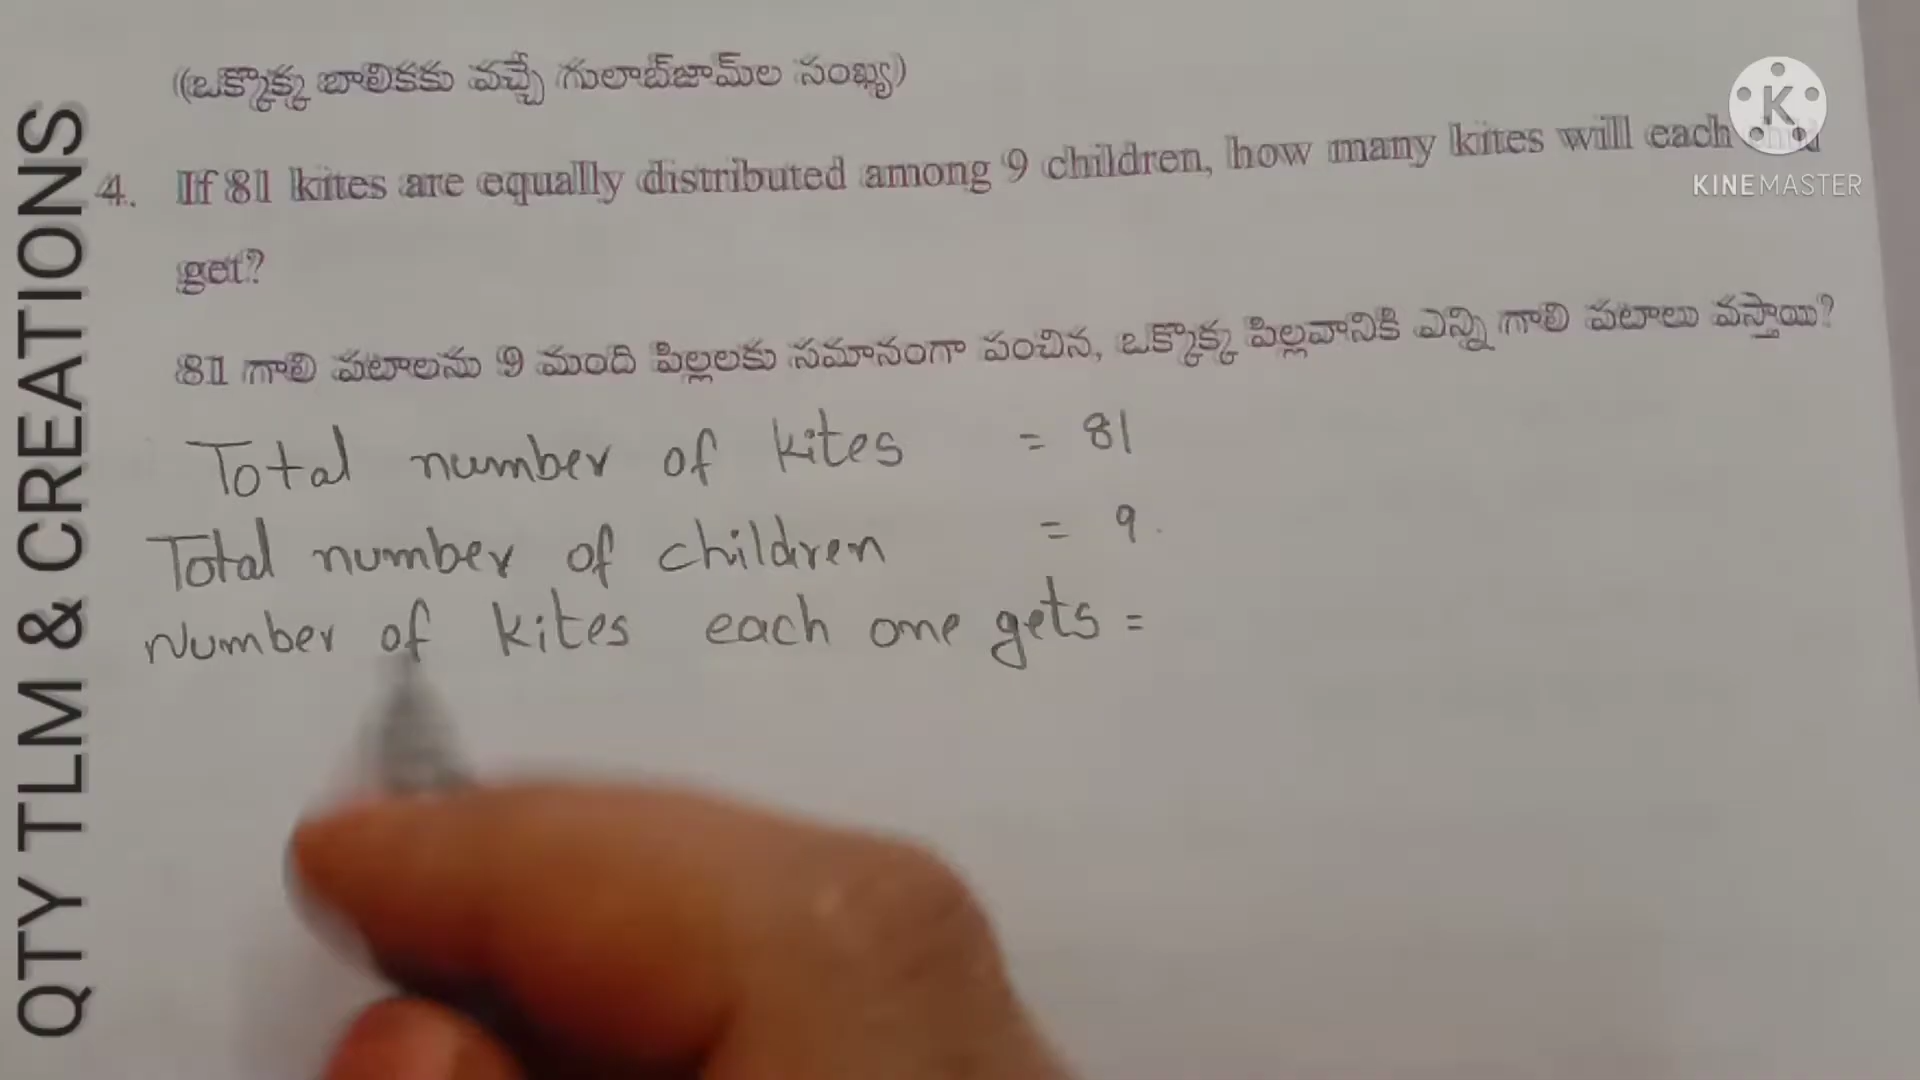 ((ఒక్కొక్క బాలికకు వచ్చే గులాబ్‌జామ్‌ల సంఖ్య)
4. If 81 kites are equally distributed among 9 children, how many kites will each
get?
81 గాలి పటాలను 9 మంది పిల్లలకు సమానంగా పంచిన, ఒక్కొక్క పిల్లవానికి ఎన్ని గాలి పటాలు వస్తాయి?
Total number of kites = 81
Total number of children = 9.
Number of kites each one gets =
QTY TLM & CREATIONS
K
KINEMASTER